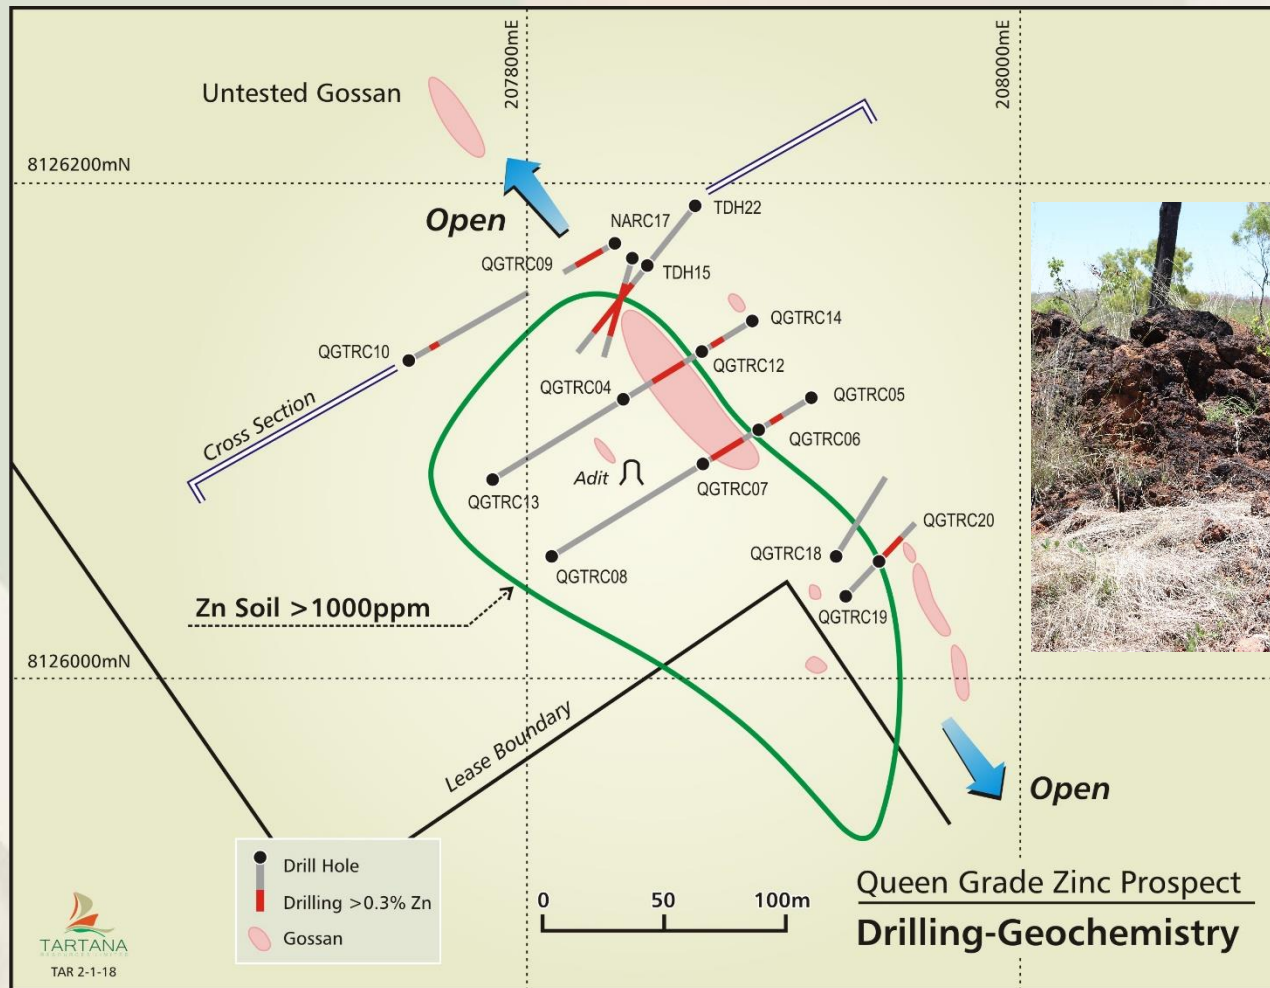 207800mE
208000mE
Untested Gossan
8126200mN
Open
NARC17
TDH22
QGTRC09
TDH15
QGTRC14
QGTRC10
QGTRC12
QGTRC04
QGTRC05
QGTRC06
Cross Section
Adit
QGTRC13
QGTRC07
QGTRC20
QGTRC18
QGTRC08
QGTRC19
Zn Soil >1000ppm
8126000mN
Lease Boundary
Open
Drill Hole
Drilling >0.3% Zn
Gossan
0 50 100m
Queen Grade Zinc Prospect
Drilling-Geochemistry
TARTANA
RESOURCES LIMITED
TAR 2-1-18